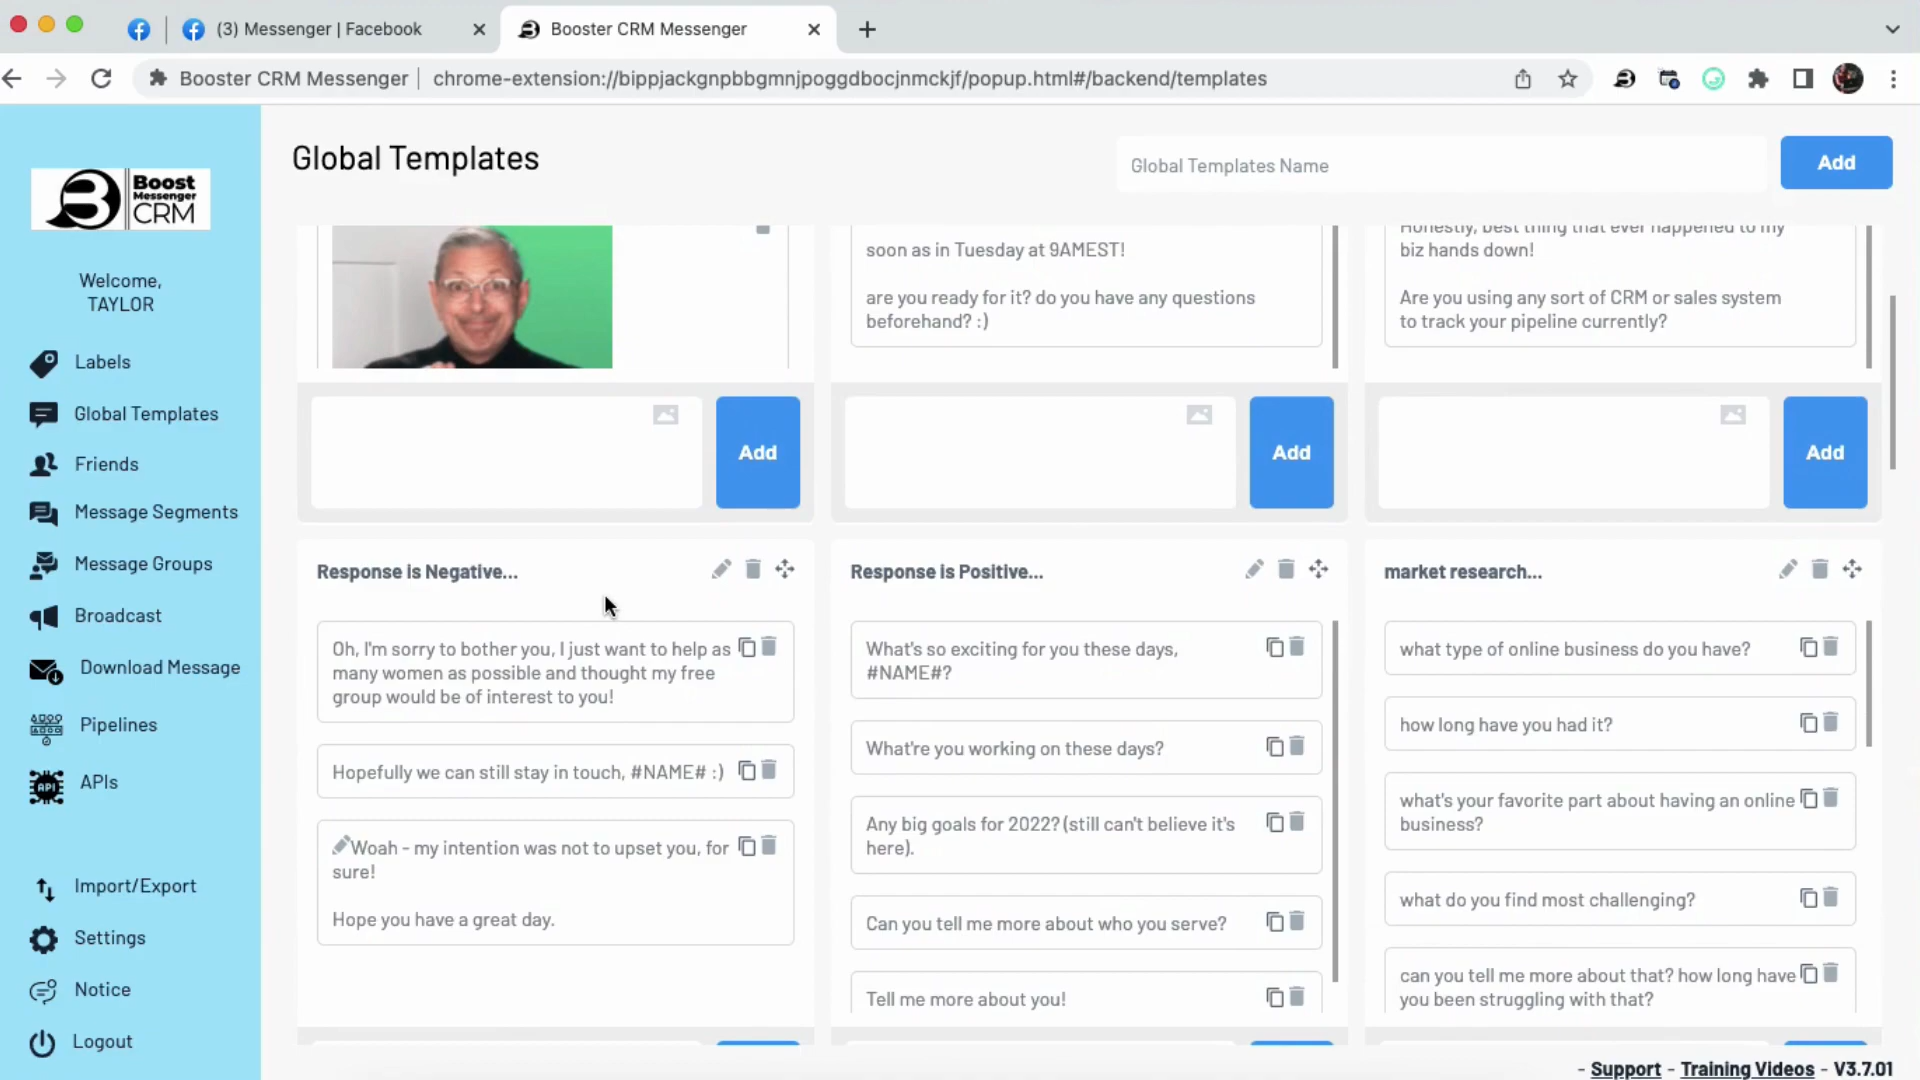 (3) Messenger | Facebook
Booster CRM Messenger
Booster CRM Messenger
chrome-extension://bippjackgnpbbgmnjpoggdbocjnmckjf/popup.html#/backend/templates
Boost
Messenger
CRM
Welcome,
TAYLOR
Labels
Global Templates
Friends
Message Segments
Message Groups
Broadcast
Download Message
Pipelines
API
APIs
Import/Export
Settings
Notice
Logout
Global Templates
Global Templates Name
Add
soon as in Tuesday at 9AMEST!
are you ready for it? do you have any questions
beforehand? :)
Honestly, best thing that ever happened to my
biz hands down!
Are you using any sort of CRM or sales system
to track your pipeline currently?
Add
Add
Add
Response is Negative...
Oh, I'm sorry to bother you, I just want to help as
many women as possible and thought my free
group would be of interest to you!
Hopefully we can still stay in touch, #NAME# :)
Woah - my intention was not to upset you, for
sure!
Hope you have a great day.
Response is Positive...
What's so exciting for you these days,
#NAME#?
What're you working on these days?
Any big goals for 2022? (still can't believe it's
here).
Can you tell me more about who you serve?
Tell me more about you!
market research...
what type of online business do you have?
how long have you had it?
what's your favorite part about having an online
business?
what do you find most challenging?
can you tell me more about that? how long have
you been struggling with that?
- Support - Training Videos - V3.7.01